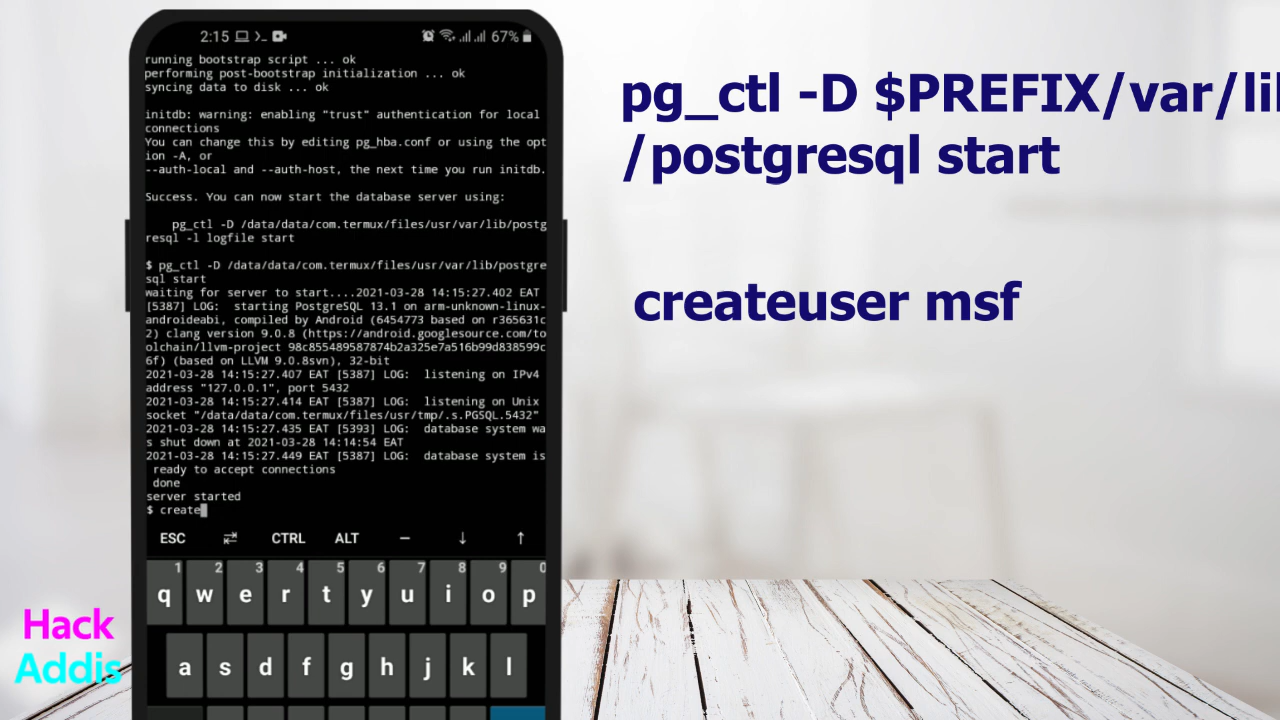 2:15 >_ 67%
running bootstrap script ... ok
performing post-bootstrap initialization ... ok
syncing data to disk ... ok
initdb: warning: enabling "trust" authentication for local
connections
You can change this by editing pg_hba.conf or using the opt
ion -A, or
--auth-local and --auth-host, the next time you run initdb.
Success. You can now start the database server using:
pg_ctl -D /data/data/com.termux/files/usr/var/lib/postg
resql -l logfile start
$ pg_ctl -D /data/data/com.termux/files/usr/var/lib/postgre
sql start
waiting for server to start....2021-03-28 14:15:27.402 EAT
[5387] LOG:  starting PostgreSQL 13.1 on arm-unknown-linux-
androideabi, compiled by Android (6454773 based on r365631c
2) clang version 9.0.8 (https://android.googlesource.com/to
olchain/llvm-project 98c855489587874b2a325e7a516b99d838599c
6f) (based on LLVM 9.0.8svn), 32-bit
2021-03-28 14:15:27.407 EAT [5387] LOG:  listening on IPv4
address "127.0.0.1", port 5432
2021-03-28 14:15:27.414 EAT [5387] LOG:  listening on Unix
socket "/data/data/com.termux/files/usr/tmp/.s.PGSQL.5432"
2021-03-28 14:15:27.435 EAT [5393] LOG:  database system wa
s shut down at 2021-03-28 14:14:54 EAT
2021-03-28 14:15:27.449 EAT [5387] LOG:  database system is
ready to accept connections
done
server started
$ create
ESC ⇄ CTRL ALT — ↓ ↑
1 2 3 4 5 6 7 8 9 0
q w e r t y u i o p
a s d f g h j k l
pg_ctl -D $PREFIX/var/lib
/postgresql start
createuser msf
Hack
Addis